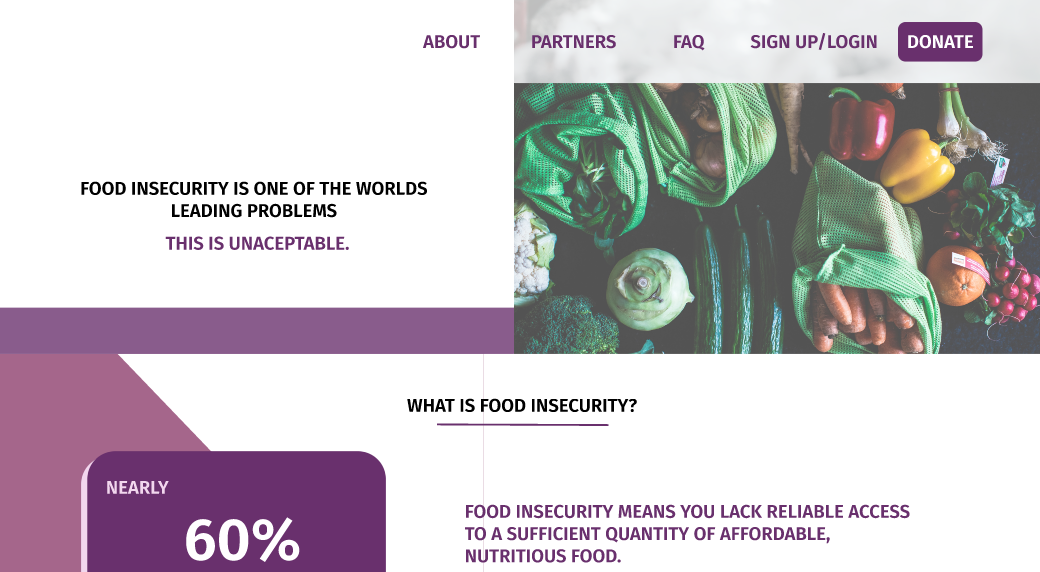 ABOUT PARTNERS FAQ SIGN UP/LOGIN DONATE
FOOD INSECURITY IS ONE OF THE WORLDS
LEADING PROBLEMS
THIS IS UNACEPTABLE.
WHAT IS FOOD INSECURITY?
NEARLY
60%
FOOD INSECURITY MEANS YOU LACK RELIABLE ACCESS
TO A SUFFICIENT QUANTITY OF AFFORDABLE,
NUTRITIOUS FOOD.